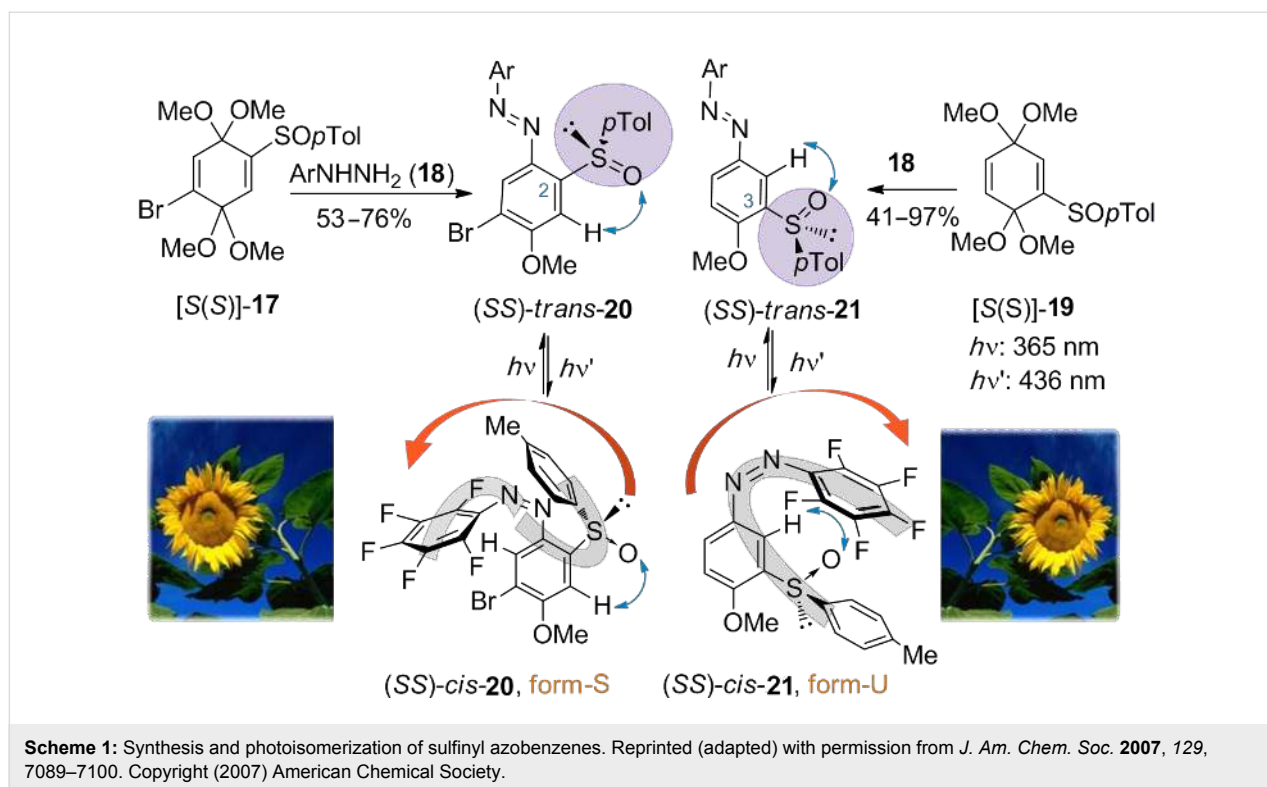 Ar
N
N
MeO OMe
SOpTol
Br
MeO OMe
[S(S)]-17
ArNHNH2 (18)
53–76%
Ar
N
N
pTol
S
O
2
Br
H
OMe
(SS)-trans-20
Ar
N
N
H
3
O
S
MeO
pTol
(SS)-trans-21
18
41–97%
MeO OMe
SOpTol
MeO OMe
[S(S)]-19
hν: 365 nm
hν': 436 nm
hν hν'
hν hν'
Me
F
N
N
F
F
F
F
H
S
O
Br
H
OMe
(SS)-cis-20, form-S
N
N
F
F
F
F
F
H
O
S
MeO
Me
(SS)-cis-21, form-U
Scheme 1: Synthesis and photoisomerization of sulfinyl azobenzenes. Reprinted (adapted) with permission from J. Am. Chem. Soc. 2007, 129,
7089–7100. Copyright (2007) American Chemical Society.